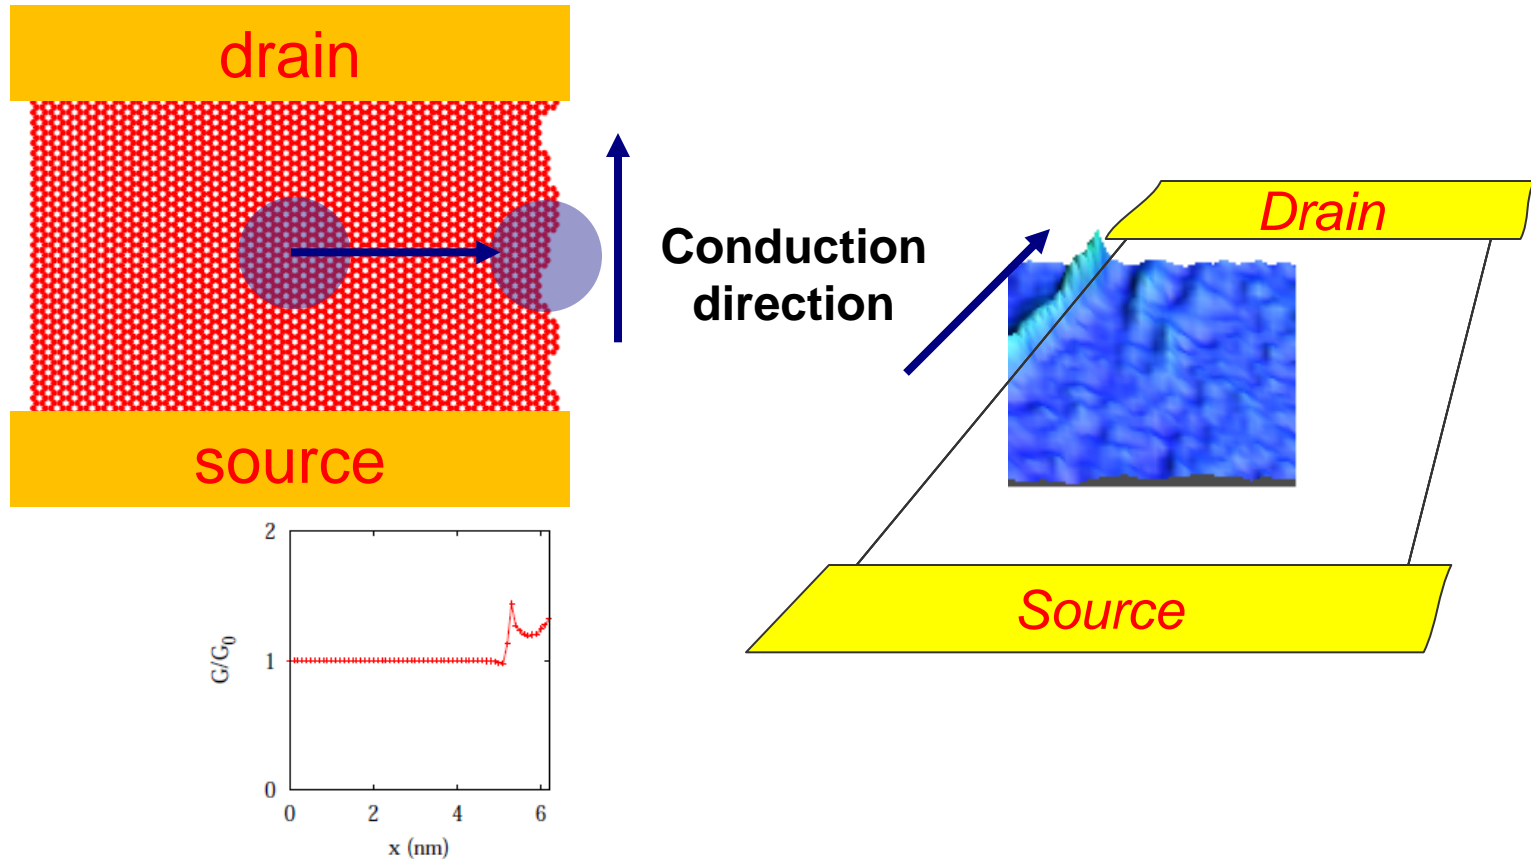 drain
Conduction
direction
source
Drain
Source
2
1
0
G/G0
0
2
4
6
x (nm)